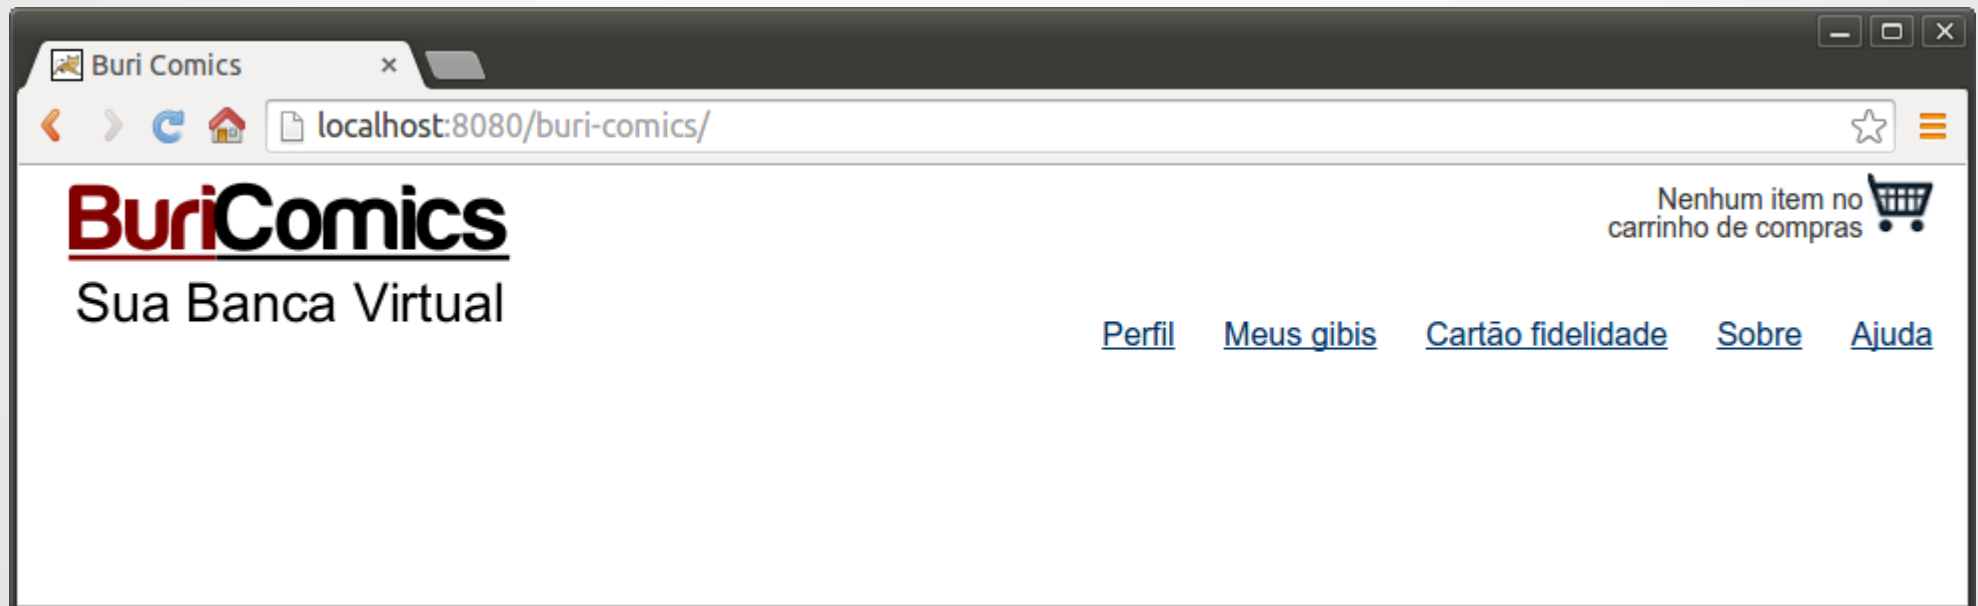 Buri Comics
localhost:8080/buri-comics/
BuriComics
Sua Banca Virtual
Nenhum item no
carrinho de compras
Perfil Meus gibis Cartão fidelidade Sobre Ajuda